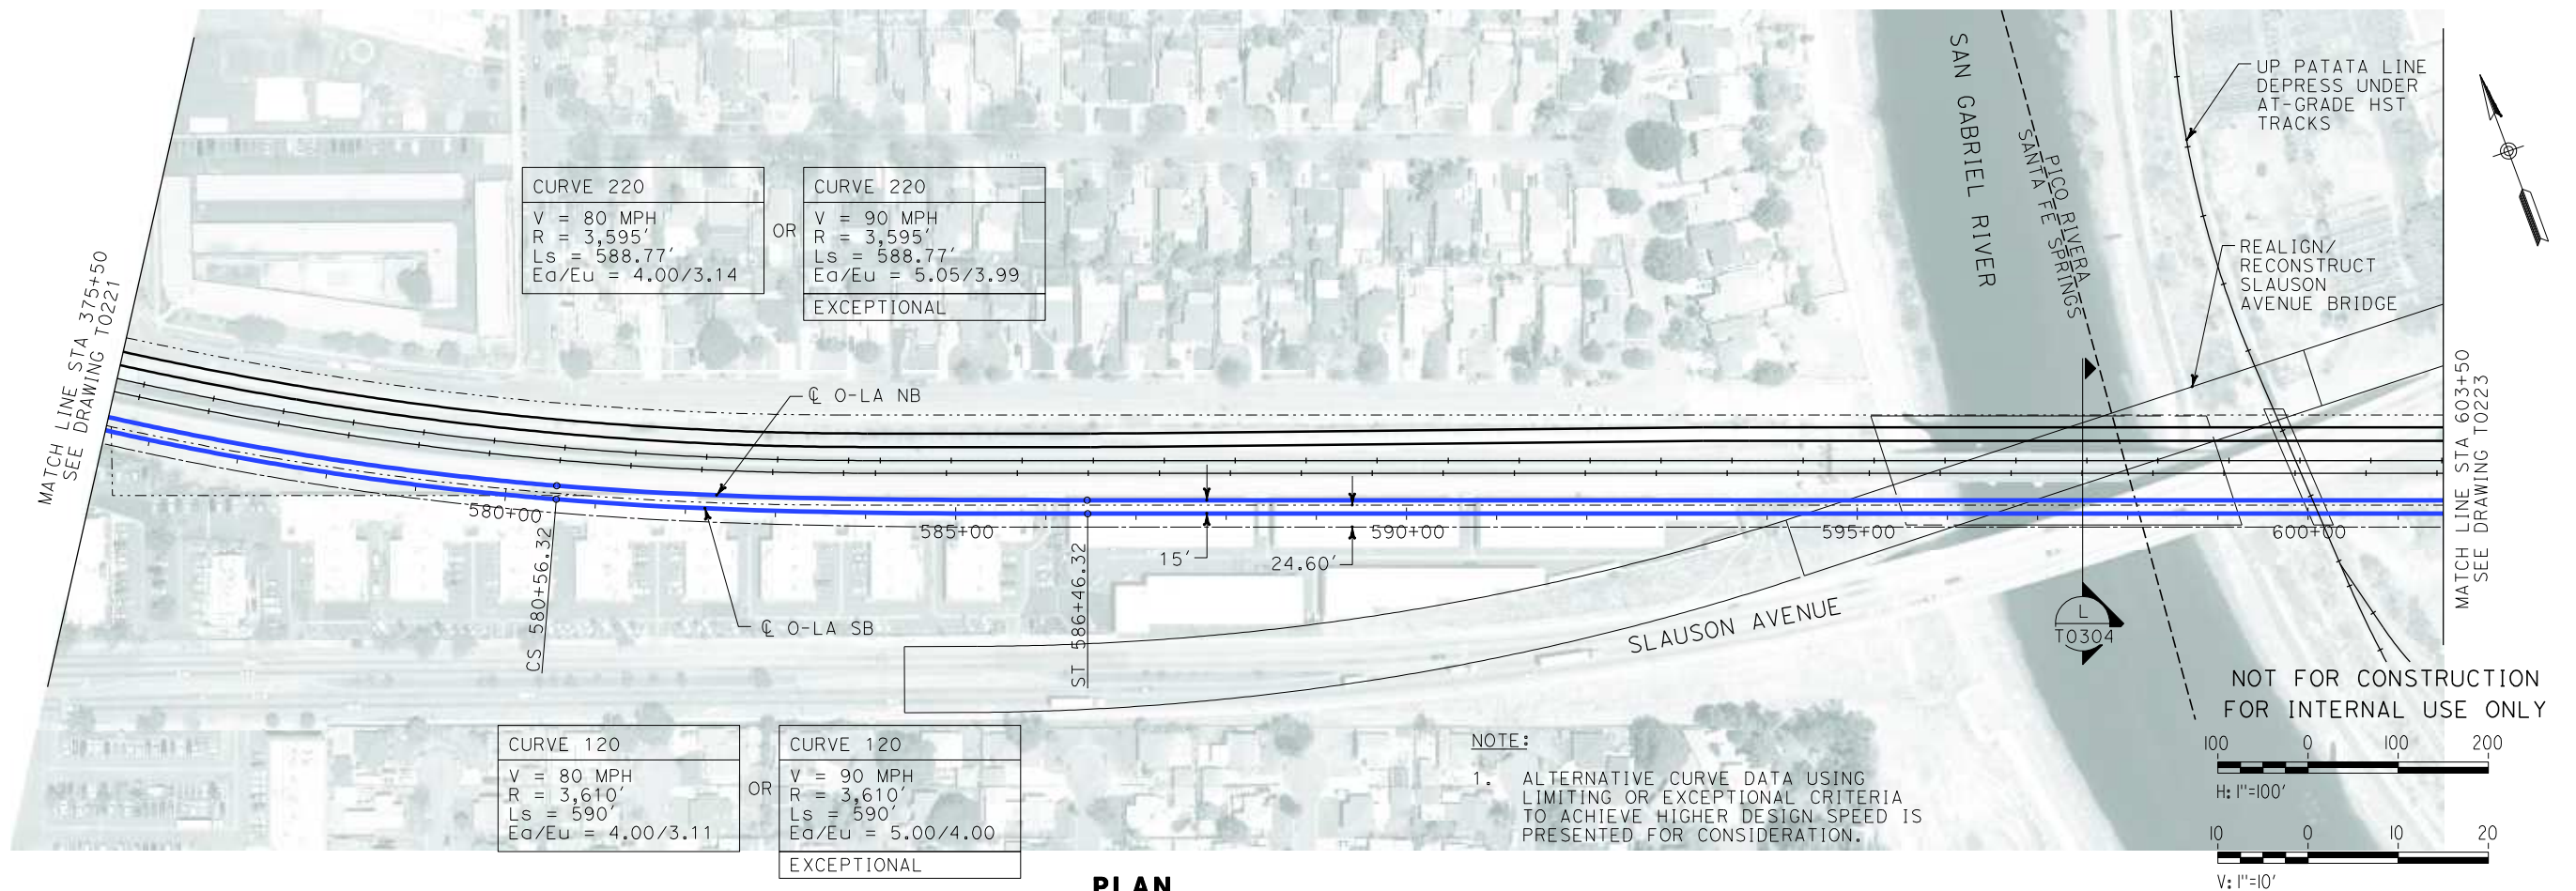 MATCH LINE STA 375+50
SEE DRAWING TO221
CURVE 220
V = 80 MPH
R = 3,595'
Ls = 588.77'
Ea/Eu = 4.00/3.14
OR
CURVE 220
V = 90 MPH
R = 3,595'
Ls = 588.77'
Ea/Eu = 5.05/3.99
EXCEPTIONAL
SAN GABRIEL RIVER
PICO RIVERA
SANTA FE SPRINGS
UP PATATA LINE
DEPRESS UNDER
AT-GRADE HST
TRACKS
REALIGN/
RECONSTRUCT
SLAUSON
AVENUE BRIDGE
℄ O-LA NB
580+00
585+00
590+00
595+00
600+00
15'
24.60'
CS 580+56.32
ST 586+46.32
℄ O-LA SB
SLAUSON AVENUE
L
T0304
MATCH LINE STA 603+50
SEE DRAWING TO223
NOT FOR CONSTRUCTION
FOR INTERNAL USE ONLY
CURVE 120
V = 80 MPH
R = 3,610'
Ls = 590'
Ea/Eu = 4.00/3.11
OR
CURVE 120
V = 90 MPH
R = 3,610'
Ls = 590'
Ea/Eu = 5.00/4.00
EXCEPTIONAL
NOTE:
1. ALTERNATIVE CURVE DATA USING
LIMITING OR EXCEPTIONAL CRITERIA
TO ACHIEVE HIGHER DESIGN SPEED IS
PRESENTED FOR CONSIDERATION.
100 0 100 200
H: 1"=100'
10 0 10 20
V: 1"=10'
PLAN